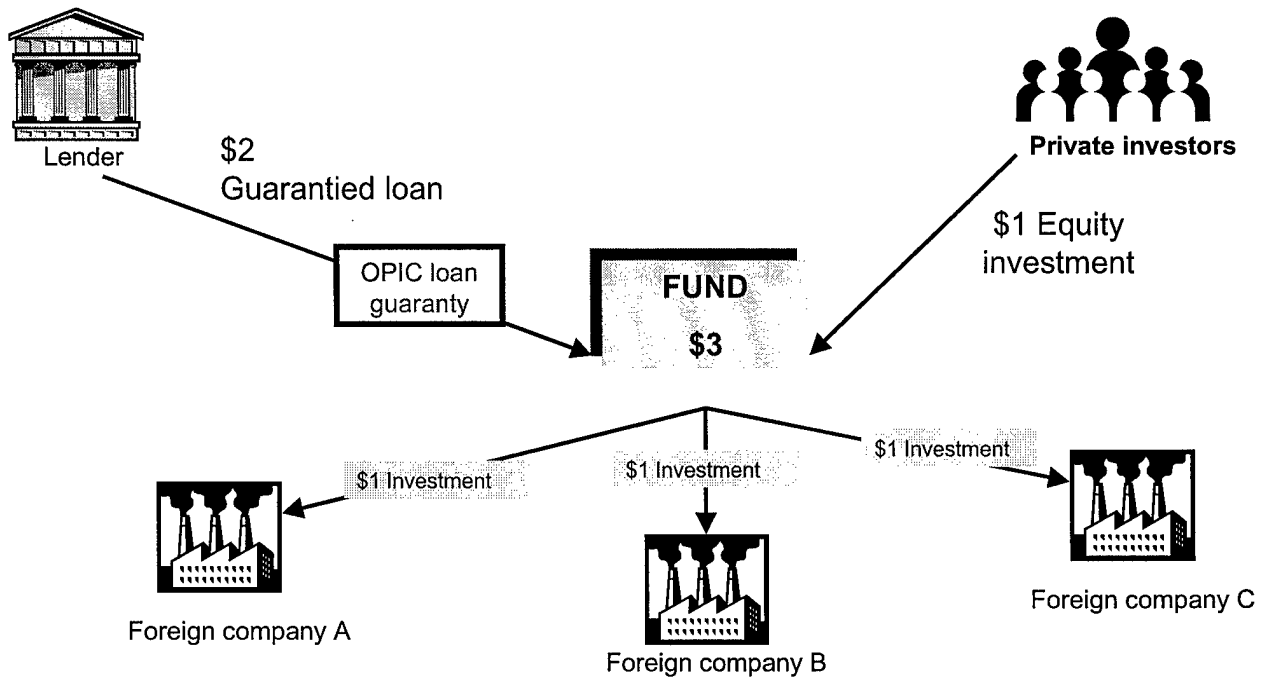 Lender
$2
Guarantied loan
Private investors
$1 Equity
investment
OPIC loan
guaranty
FUND
$3
$1 Investment
$1 Investment
$1 Investment
Foreign company A
Foreign company B
Foreign company C